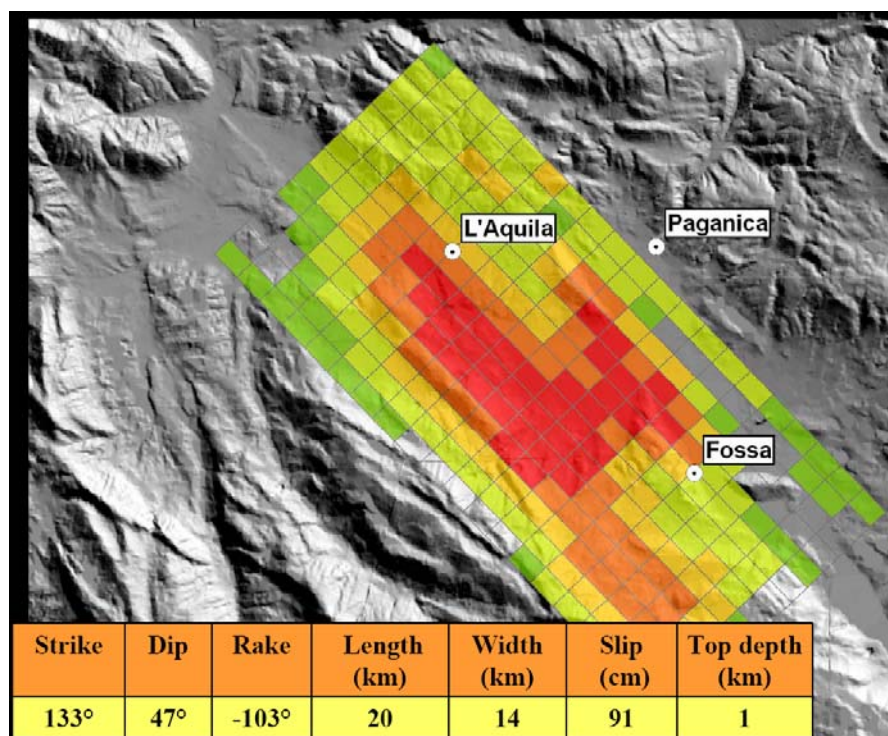 L'Aquila
Paganica
Fossa
Strike Dip Rake Length (km) Width (km) Slip (cm) Top depth (km)
133° 47° -103° 20 14 91 1